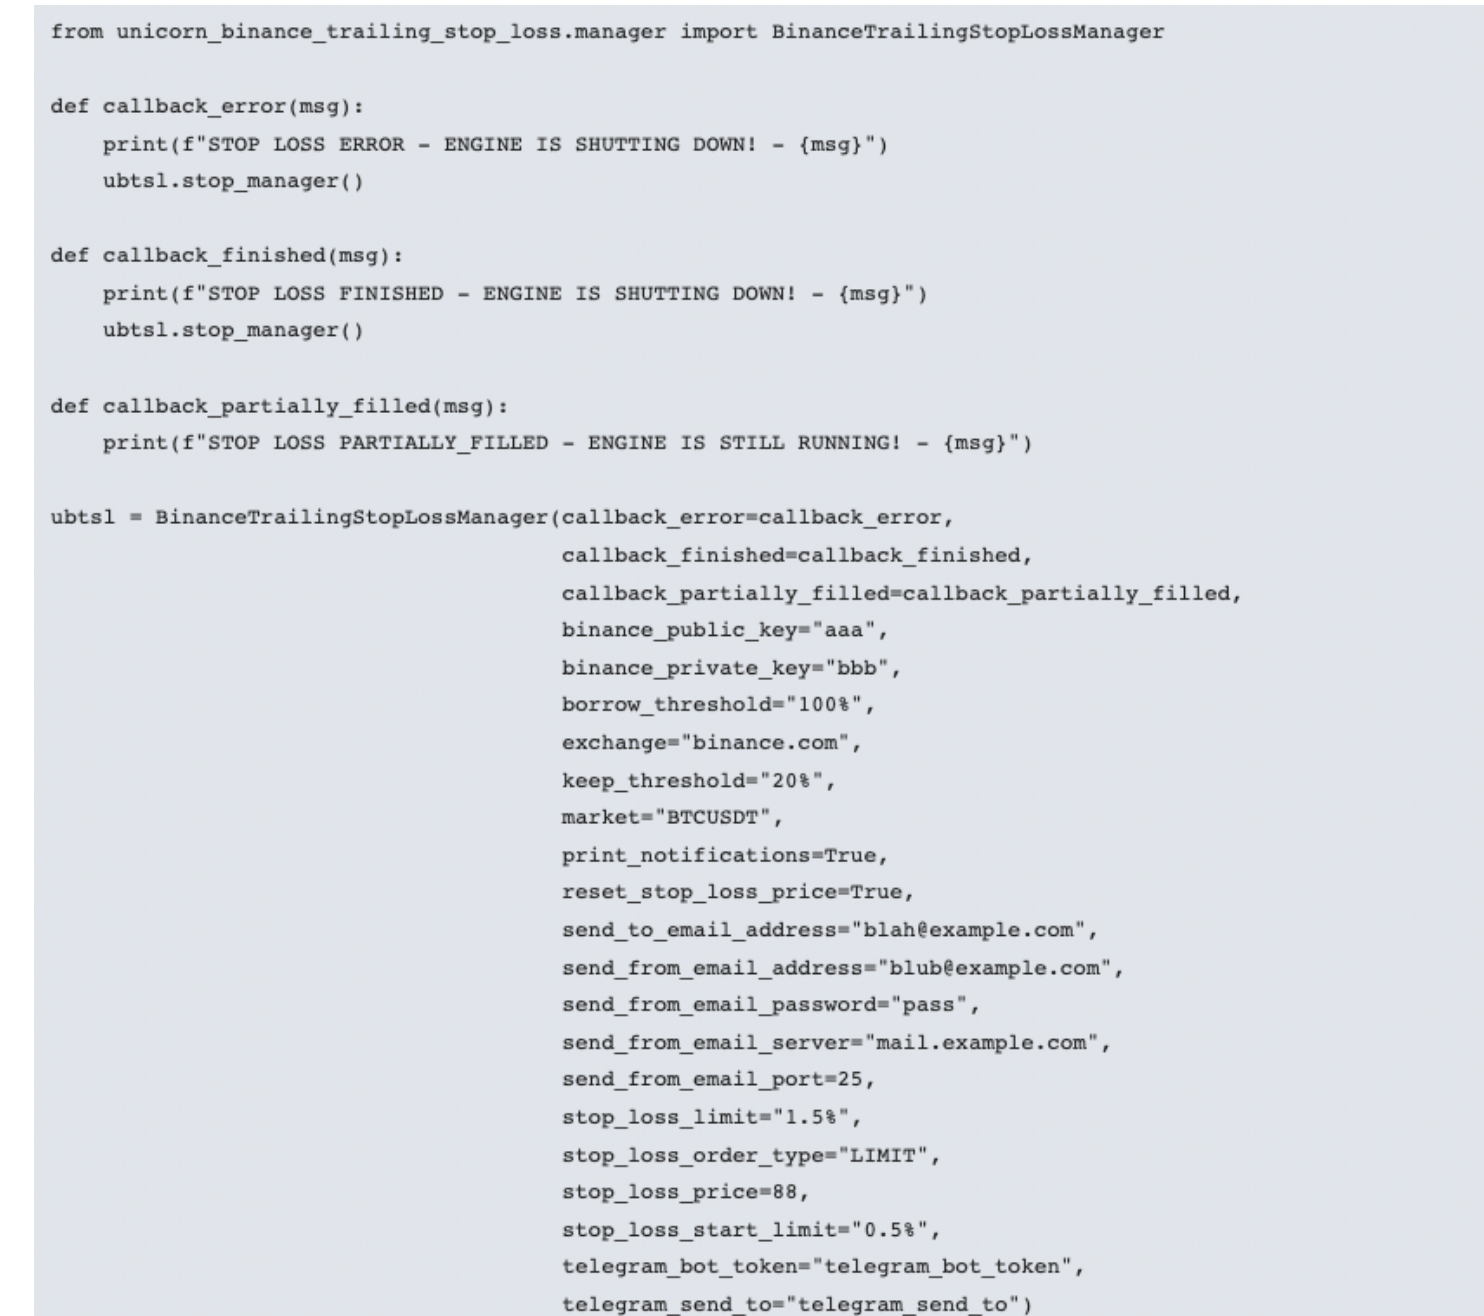 from unicorn_binance_trailing_stop_loss.manager import BinanceTrailingStopLossManager

def callback_error(msg):
    print(f"STOP LOSS ERROR - ENGINE IS SHUTTING DOWN! - {msg}")
    ubtsl.stop_manager()

def callback_finished(msg):
    print(f"STOP LOSS FINISHED - ENGINE IS SHUTTING DOWN! - {msg}")
    ubtsl.stop_manager()

def callback_partially_filled(msg):
    print(f"STOP LOSS PARTIALLY_FILLED - ENGINE IS STILL RUNNING! - {msg}")

ubtsl = BinanceTrailingStopLossManager(callback_error=callback_error,
                                       callback_finished=callback_finished,
                                       callback_partially_filled=callback_partially_filled,
                                       binance_public_key="aaa",
                                       binance_private_key="bbb",
                                       borrow_threshold="100%",
                                       exchange="binance.com",
                                       keep_threshold="20%",
                                       market="BTCUSDT",
                                       print_notifications=True,
                                       reset_stop_loss_price=True,
                                       send_to_email_address="blah@example.com",
                                       send_from_email_address="blub@example.com",
                                       send_from_email_password="pass",
                                       send_from_email_server="mail.example.com",
                                       send_from_email_port=25,
                                       stop_loss_limit="1.5%",
                                       stop_loss_order_type="LIMIT",
                                       stop_loss_price=88,
                                       stop_loss_start_limit="0.5%",
                                       telegram_bot_token="telegram_bot_token",
                                       telegram_send_to="telegram_send_to")